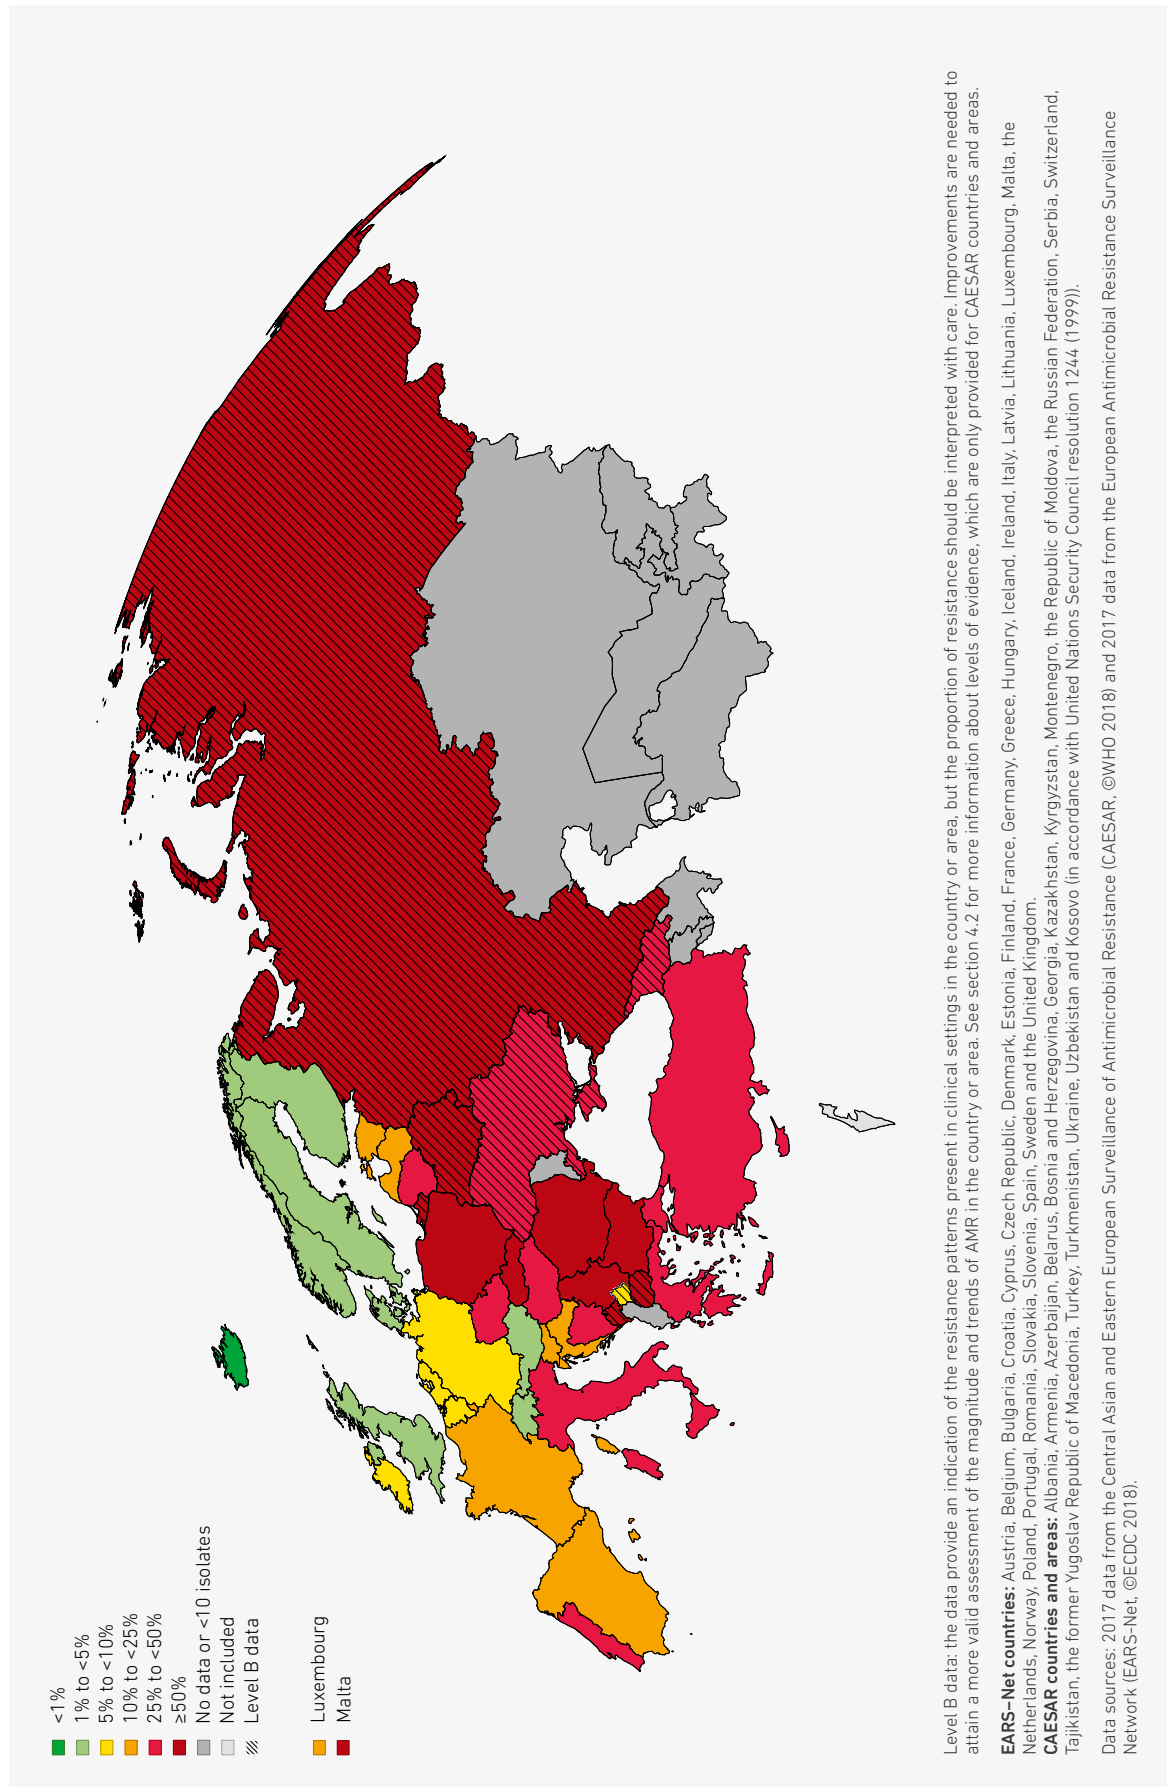 <1%
1% to <5%
5% to <10%
10% to <25%
25% to <50%
≥50%
No data or <10 isolates
Not included
Level B data
Luxembourg
Malta
Level B data: the data provide an indication of the resistance patterns present in clinical settings in the country or area, but the proportion of resistance should be interpreted with care. Improvements are needed to
attain a more valid assessment of the magnitude and trends of AMR in the country or area. See section 4.2 for more information about levels of evidence, which are only provided for CAESAR countries and areas.
EARS–Net countries: Austria, Belgium, Bulgaria, Croatia, Cyprus, Czech Republic, Denmark, Estonia, Finland, France, Germany, Greece, Hungary, Iceland, Ireland, Italy, Latvia, Lithuania, Luxembourg, Malta, the
Netherlands, Norway, Poland, Portugal, Romania, Slovakia, Slovenia, Spain, Sweden and the United Kingdom.
CAESAR countries and areas: Albania, Armenia, Azerbaijan, Belarus, Bosnia and Herzegovina, Georgia, Kazakhstan, Kyrgyzstan, Montenegro, the Republic of Moldova, the Russian Federation, Serbia, Switzerland,
Tajikistan, the former Yugoslav Republic of Macedonia, Turkey, Turkmenistan, Ukraine, Uzbekistan and Kosovo (in accordance with United Nations Security Council resolution 1244 (1999)).
Data sources: 2017 data from the Central Asian and Eastern European Surveillance of Antimicrobial Resistance (CAESAR, ©WHO 2018) and 2017 data from the European Antimicrobial Resistance Surveillance
Network (EARS-Net, ©ECDC 2018).